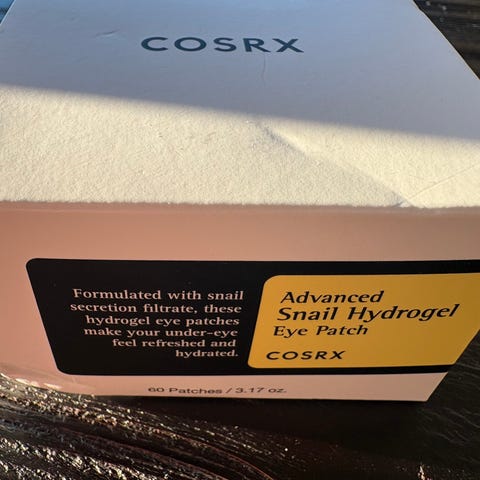 COSRX
Formulated with snail
secretion filtrate, these
hydrogel eye patches
make your under-eye
feel refreshed and
hydrated.
Advanced
Snail Hydrogel
Eye Patch
COSRX
60 Patches / 3.17 oz.